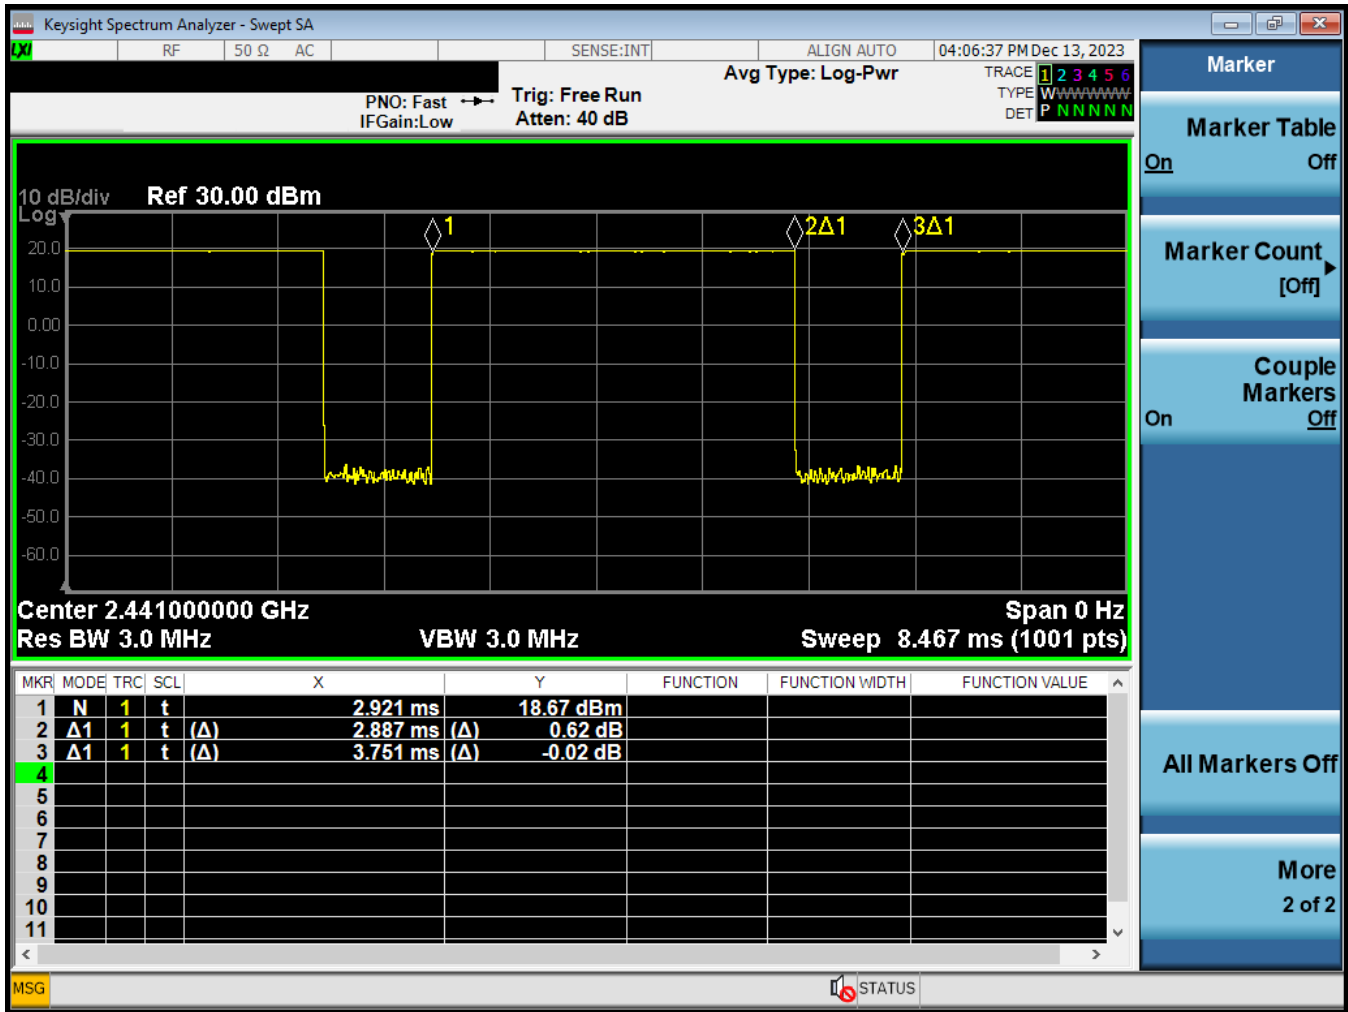 Keysight Spectrum Analyzer - Swept SA
LXI RF 50 Ω AC SENSE:INT ALIGN AUTO 04:06:37 PM Dec 13, 2023
Avg Type: Log-Pwr TRACE 1 2 3 4 5 6
PNO: Fast Trig: Free Run TYPE WWWWWW
IFGain:Low Atten: 40 dB DET P N N N N N
10 dB/div Ref 30.00 dBm
Log
1 2Δ1 3Δ1
20.0
10.0
0.00
-10.0
-20.0
-30.0
-40.0
-50.0
-60.0
Center 2.441000000 GHz Span 0 Hz
Res BW 3.0 MHz VBW 3.0 MHz Sweep 8.467 ms (1001 pts)
MKR MODE TRC SCL X Y FUNCTION FUNCTION WIDTH FUNCTION VALUE
1 N 1 t 2.921 ms 18.67 dBm
2 Δ1 1 t (Δ) 2.887 ms (Δ) 0.62 dB
3 Δ1 1 t (Δ) 3.751 ms (Δ) -0.02 dB
4
5
6
7
8
9
10
11
MSG STATUS
Marker
Marker Table
On Off
Marker Count
[Off]
Couple
Markers
On Off
All Markers Off
More
2 of 2